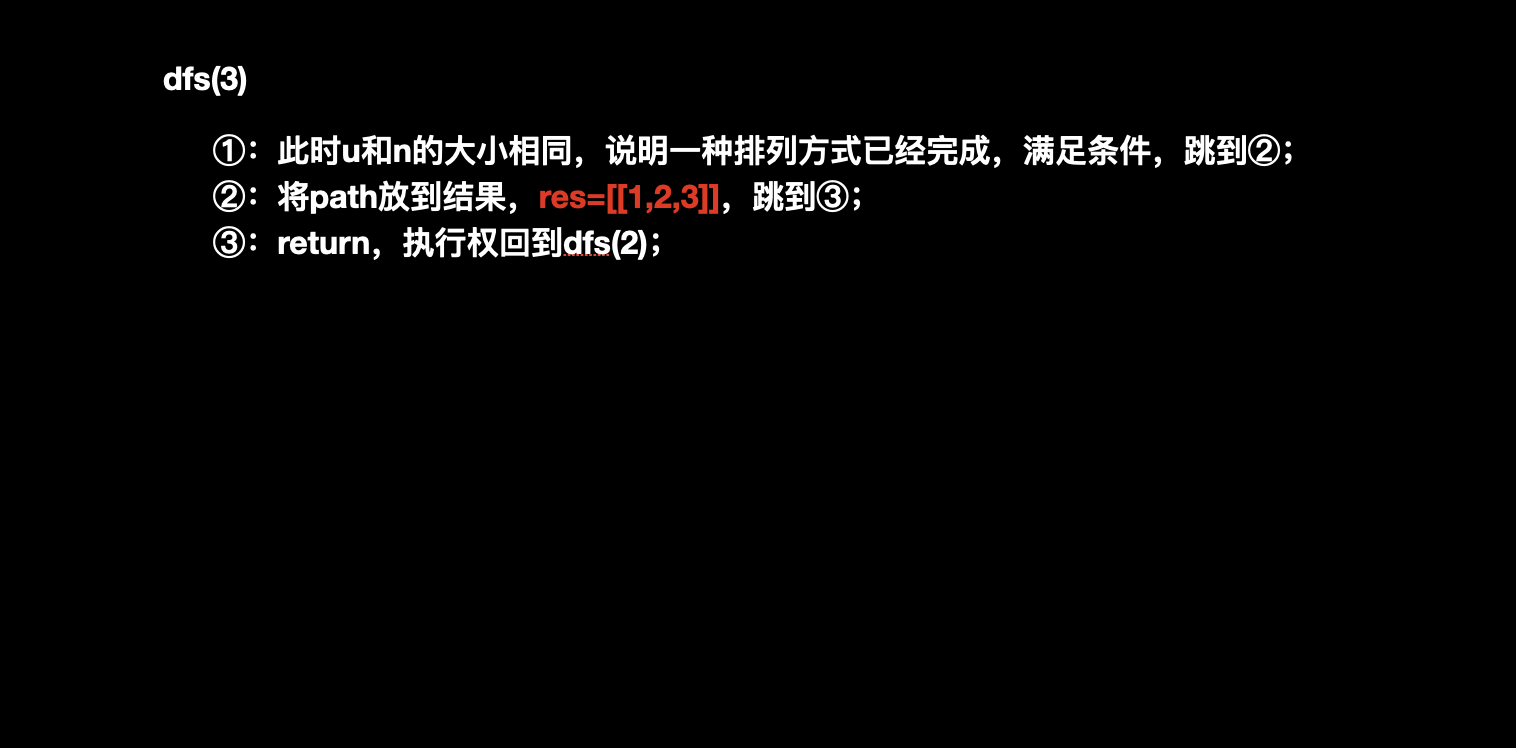 dfs(3)
①：此时u和n的大小相同，说明一种排列方式已经完成，满足条件，跳到②；
②：将path放到结果，res=[[1,2,3]]，跳到③；
③：return，执行权回到dfs(2)；